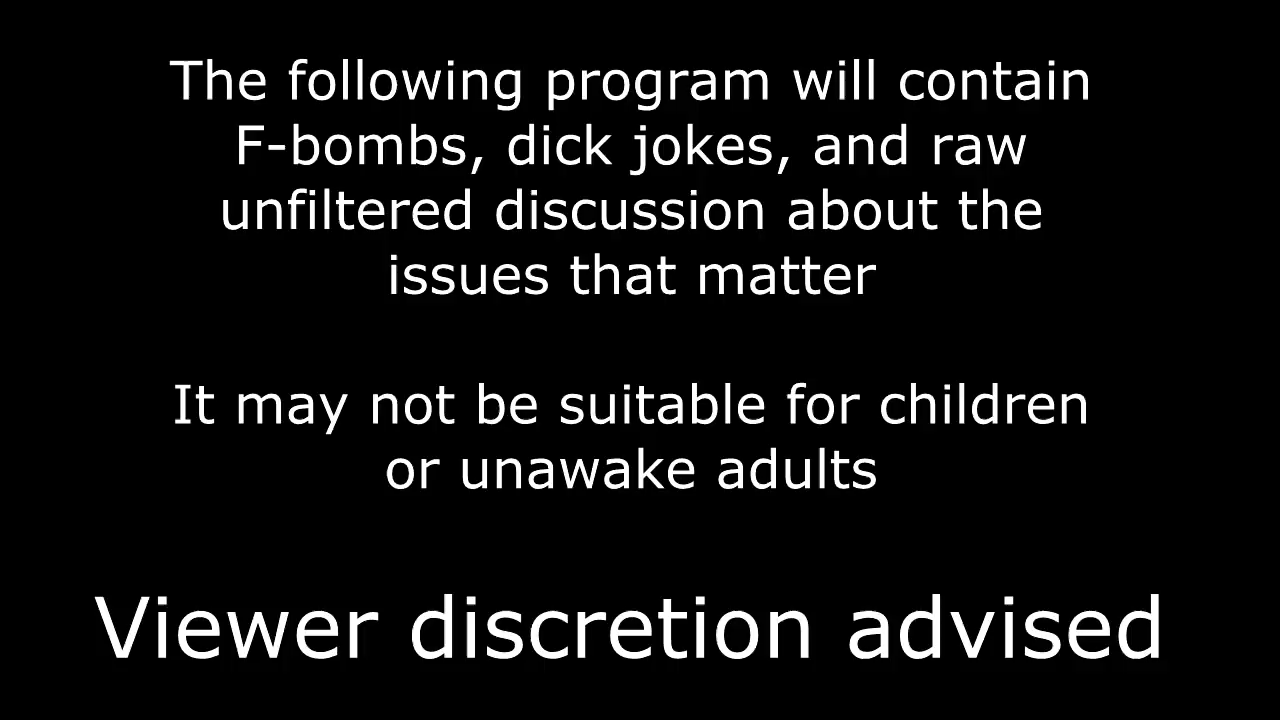 The following program will contain
F-bombs, dick jokes, and raw
unfiltered discussion about the
issues that matter
It may not be suitable for children
or unawake adults
Viewer discretion advised